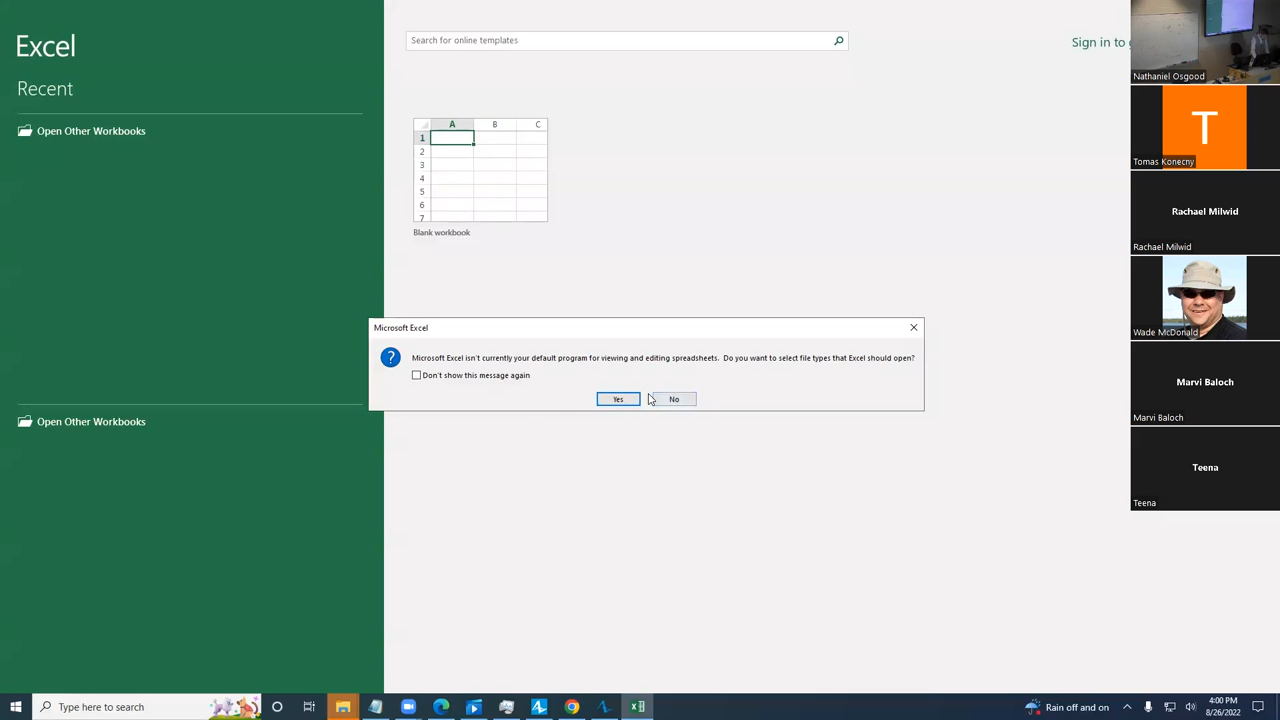 Excel
Recent
Open Other Workbooks
Open Other Workbooks
Search for online templates
Sign in to
A B C
1
2
3
4
5
6
7
Blank workbook
Microsoft Excel
Microsoft Excel isn't currently your default program for viewing and editing spreadsheets. Do you want to select file types that Excel should open?
Don't show this message again
Yes
No
Nathaniel Osgood
T
Tomas Konecny
Rachael Milwid
Rachael Milwid
Wade McDonald
Marvi Baloch
Marvi Baloch
Teena
Teena
Type here to search
Rain off and on
4:00 PM
8/26/2022